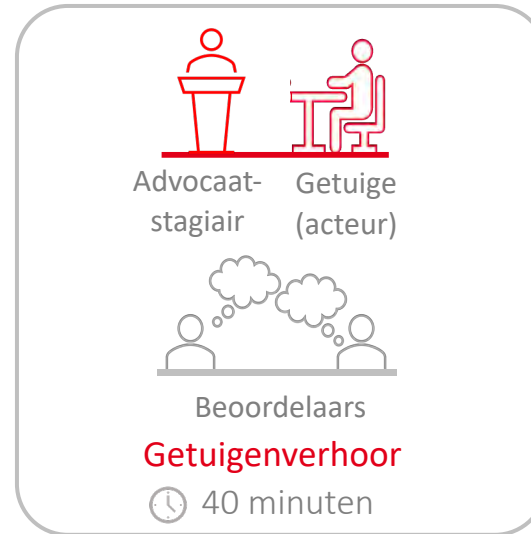 Advocaat-
stagiair
Getuige
(acteur)
Beoordelaars
Getuigenverhoor
40 minuten